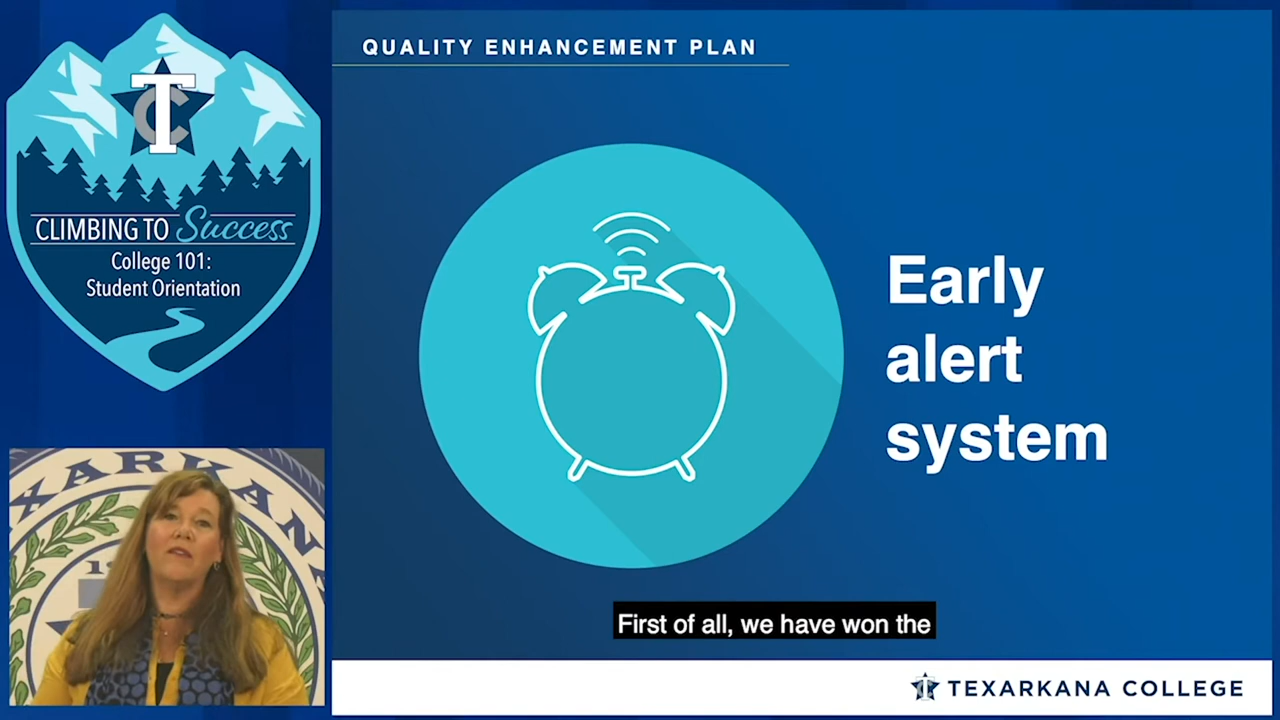 QUALITY ENHANCEMENT PLAN
TC
CLIMBING TO Success
College 101:
Student Orientation
Early
alert
system
First of all, we have won the
TEXARKANA COLLEGE